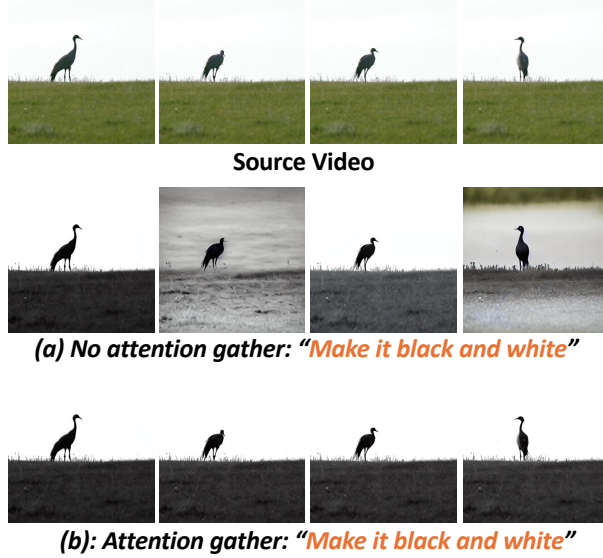 Source Video
(a) No attention gather: “Make it black and white”
(b): Attention gather: “Make it black and white”